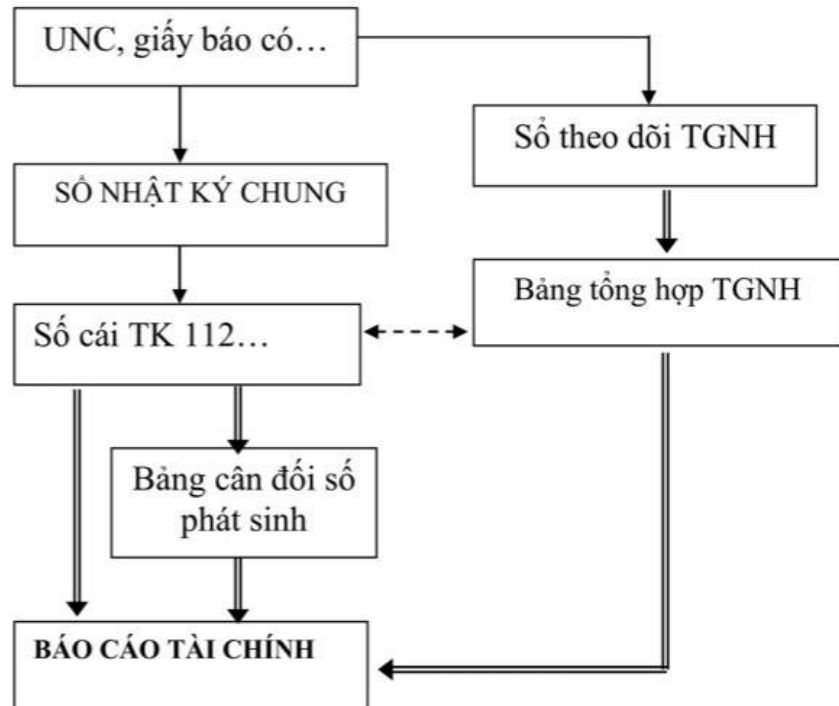 UNC, giấy báo có…
Sổ theo dõi TGNH
SỔ NHẬT KÝ CHUNG
Bảng tổng hợp TGNH
Số cái TK 112…
Bảng cân đối số
phát sinh
BÁO CÁO TÀI CHÍNH